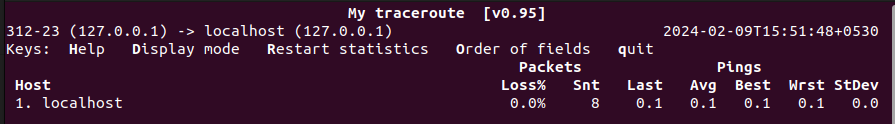 My traceroute  [v0.95]
312-23 (127.0.0.1) -> localhost (127.0.0.1) 2024-02-09T15:51:48+0530
Keys:  Help   Display mode   Restart statistics   Order of fields   quit
Packets Pings
Host Loss% Snt Last Avg Best Wrst StDev
1. localhost 0.0% 8 0.1 0.1 0.1 0.1 0.0